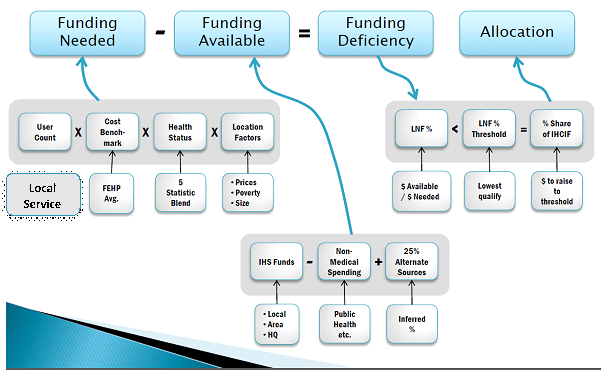 Funding
Needed
-
Funding
Available
=
Funding
Deficiency
Allocation
User
Count
X
Cost
Bench-
mark
X
Health
Status
X
Location
Factors
LNF %
<
LNF %
Threshold
=
% Share
of IHCIF
Local
Service
FEHP
Avg.
5
Statistic
Blend
• Prices
• Poverty
• Size
$ Available
/ $ Needed
Lowest
qualify
$ to raise
to
threshold
IHS Funds
-
Non-
Medical
Spending
+
25%
Alternate
Sources
• Local
• Area
• HQ
Public
Health
etc.
Inferred
%